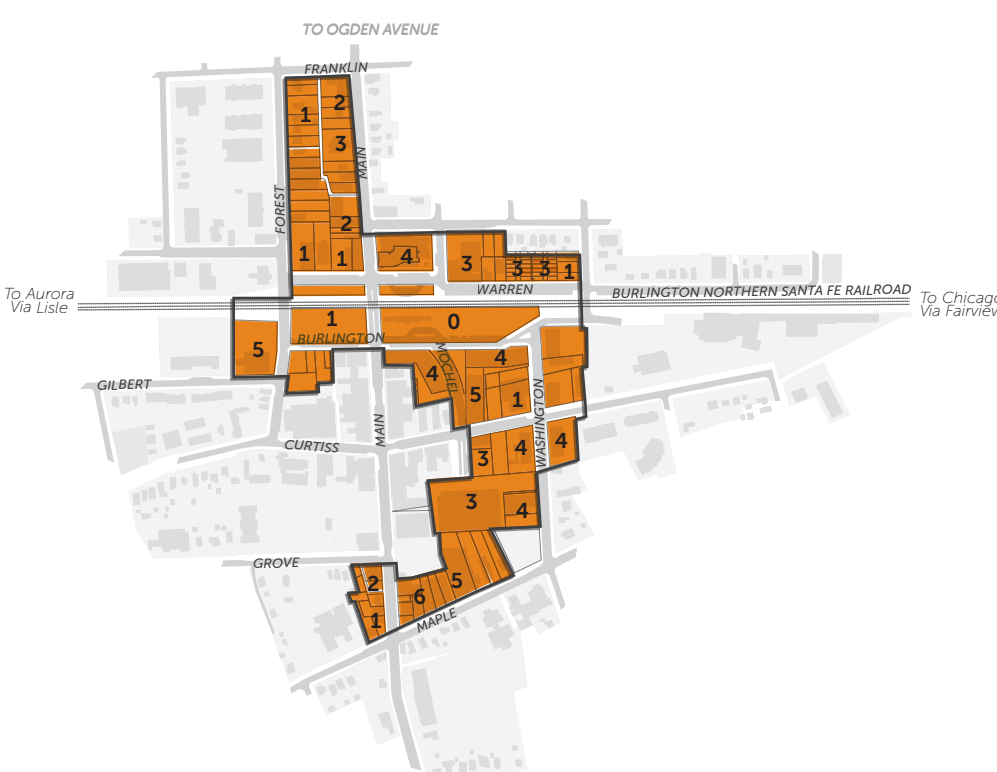 TO OGDEN AVENUE
FRANKLIN
2
1
3
MAIN
FOREST
2
1
1
4
3
3
3
1
WARREN
BURLINGTON NORTHERN SANTA FE RAILROAD
To Aurora
Via Lisle
To Chicago
Via Fairview
1
0
BURLINGTON
5
MOCHEL
4
4
5
1
GILBERT
WASHINGTON
MAIN
CURTISS
3
4
4
3
4
GROVE
2
5
6
1
MAPLE